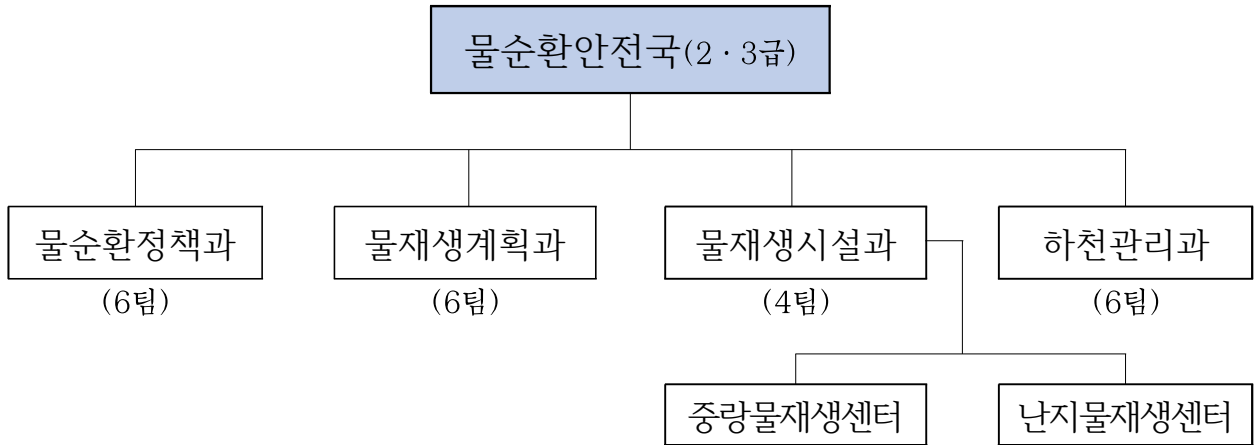 물순환안전국(2·3급)
물순환정책과
(6팀)
물재생계획과
(6팀)
물재생시설과
(4팀)
하천관리과
(6팀)
중랑물재생센터
난지물재생센터